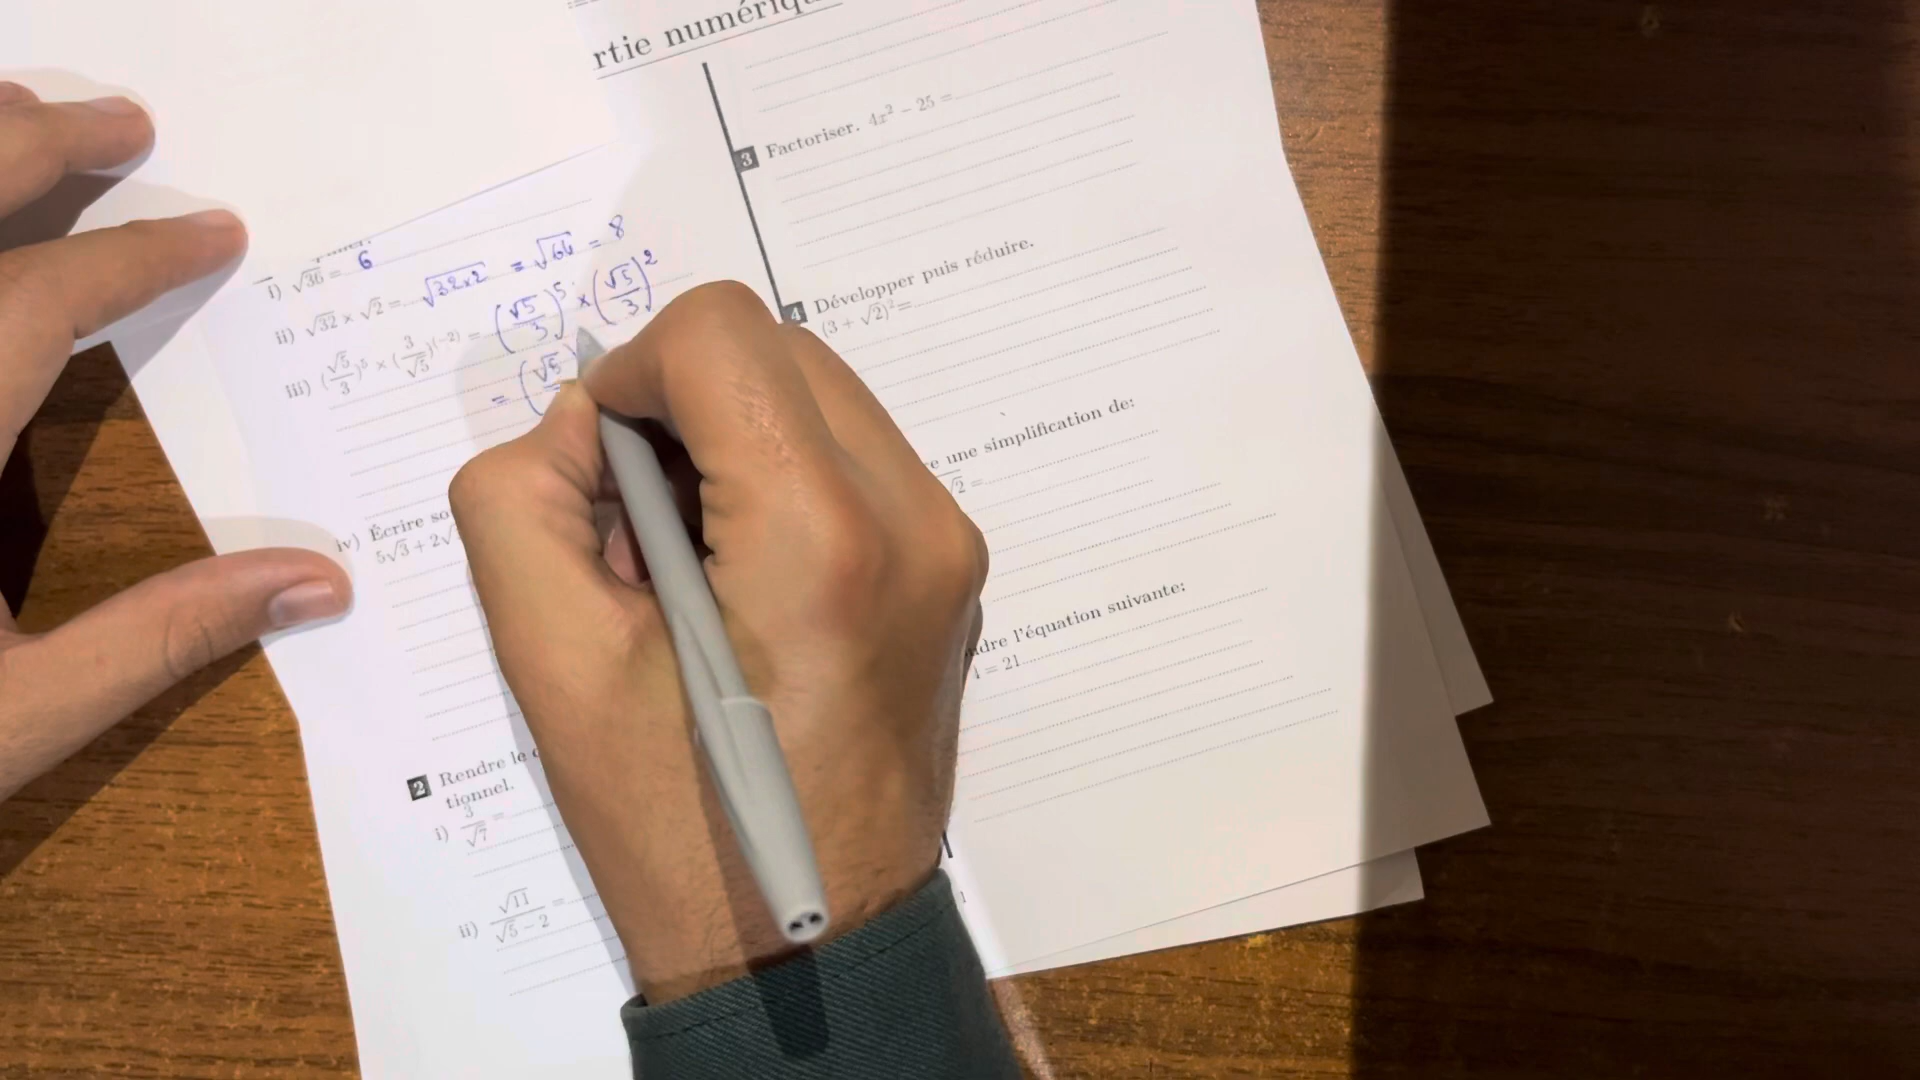 rtie numériqu
i) √36 = 6
ii) √32 × √2 = √32×2 = √64 = 8
iii) (√5/3)^5 × (3/√5)^(−2) = (√5/3)^5 × (√5/3)^2
= (√5
iv) Écrire so
5√3 + 2√
2 Rendre le
tionnel.
i) 3/√7 =
ii) √11/(√5 − 2) =
3 Factoriser. 4x² − 25 =
4 Développer puis réduire.
(3 + √2)² =
re une simplification de:
√2 =
ndre l'équation suivante:
= 21